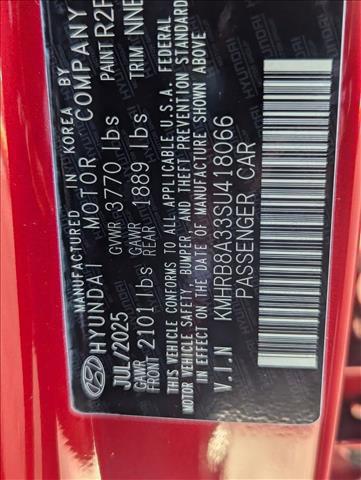 MANUFACTURED IN KOREA BY
HYUNDAI MOTOR COMPANY
JUL/2025 GVWR 3770 lbs PAINT R2F
GAWR FRONT 2101 lbs GAWR REAR 1889 lbs TRIM NNE
THIS VEHICLE CONFORMS TO ALL APPLICABLE U.S.A. FEDERAL
MOTOR VEHICLE SAFETY, BUMPER, AND THEFT PREVENTION STANDARDS
IN EFFECT ON THE DATE OF MANUFACTURE SHOWN ABOVE
V.I.N KMHRB8A33SU418066
PASSENGER CAR